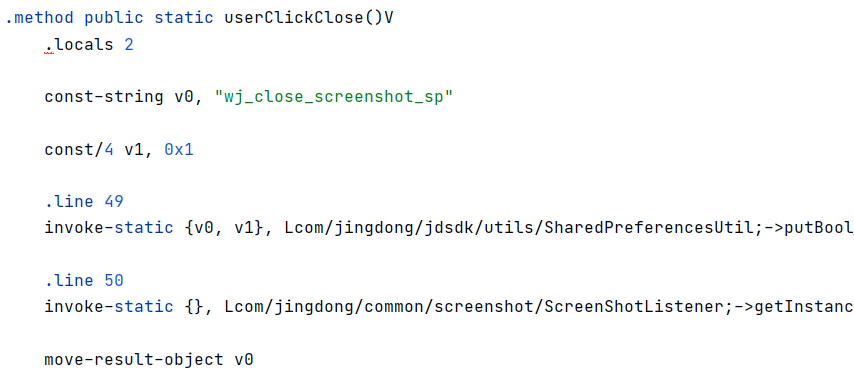 .method public static userClickClose()V
.locals 2
const-string v0, "wj_close_screenshot_sp"
const/4 v1, 0x1
.line 49
invoke-static {v0, v1}, Lcom/jingdong/jdsdk/utils/SharedPreferencesUtil;->putBool
.line 50
invoke-static {}, Lcom/jingdong/common/screenshot/ScreenShotListener;->getInstanc
move-result-object v0